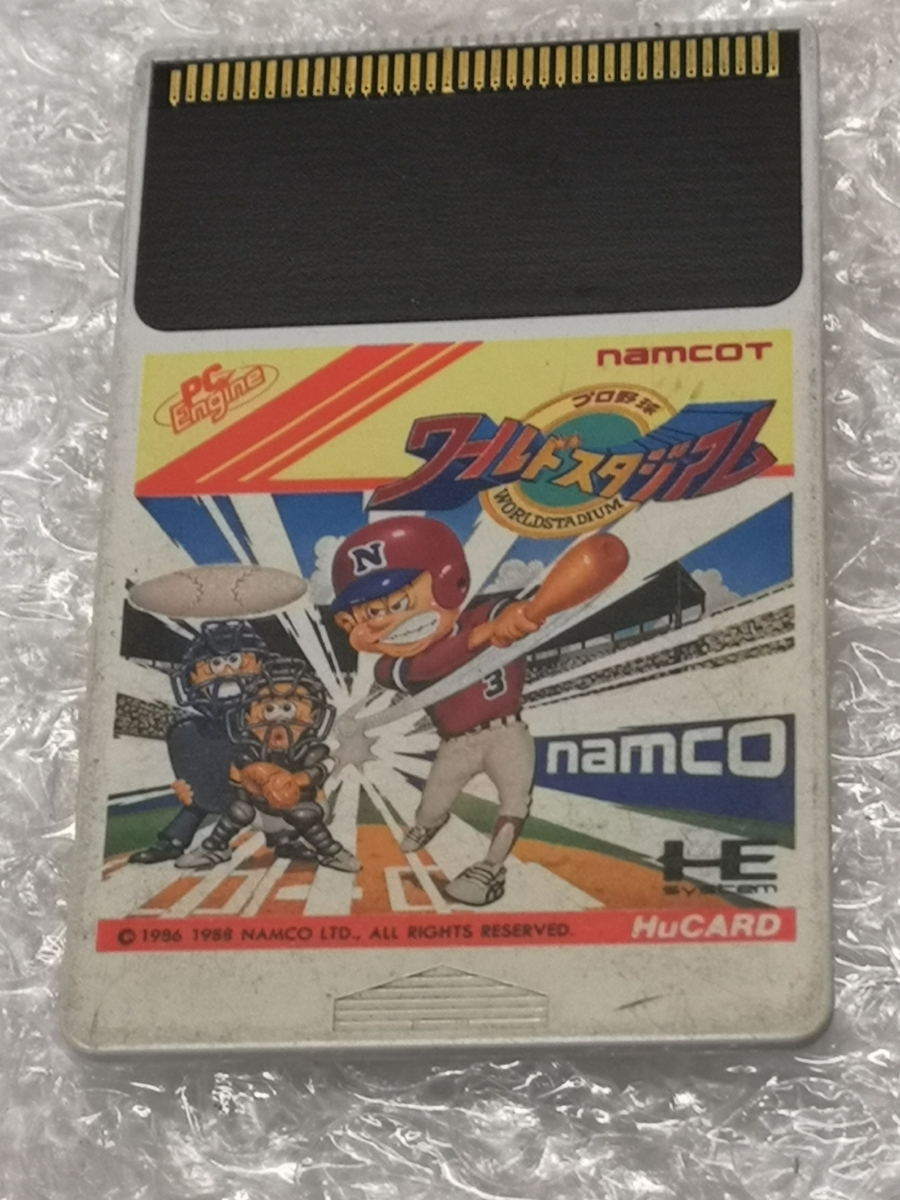 namcoT
PC
Engine
プロ野球
ワールドスタジアム
WORLDSTADIUM
N
3
namco
HE
system
© 1986 1988 NAMCO LTD., ALL RIGHTS RESERVED.
HuCARD